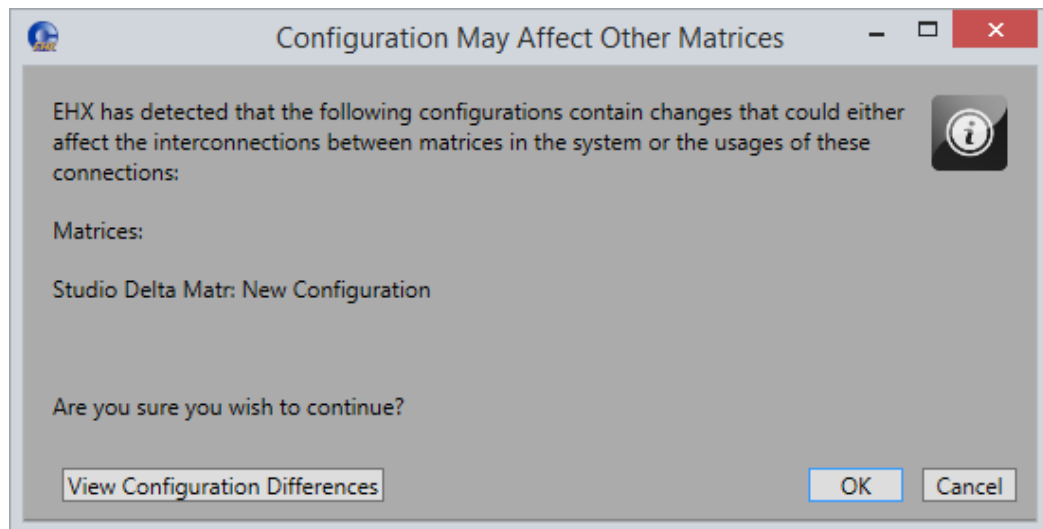 Configuration May Affect Other Matrices
EHX has detected that the following configurations contain changes that could either
affect the interconnections between matrices in the system or the usages of these
connections:
Matrices:
Studio Delta Matr: New Configuration
Are you sure you wish to continue?
View Configuration Differences
OK
Cancel